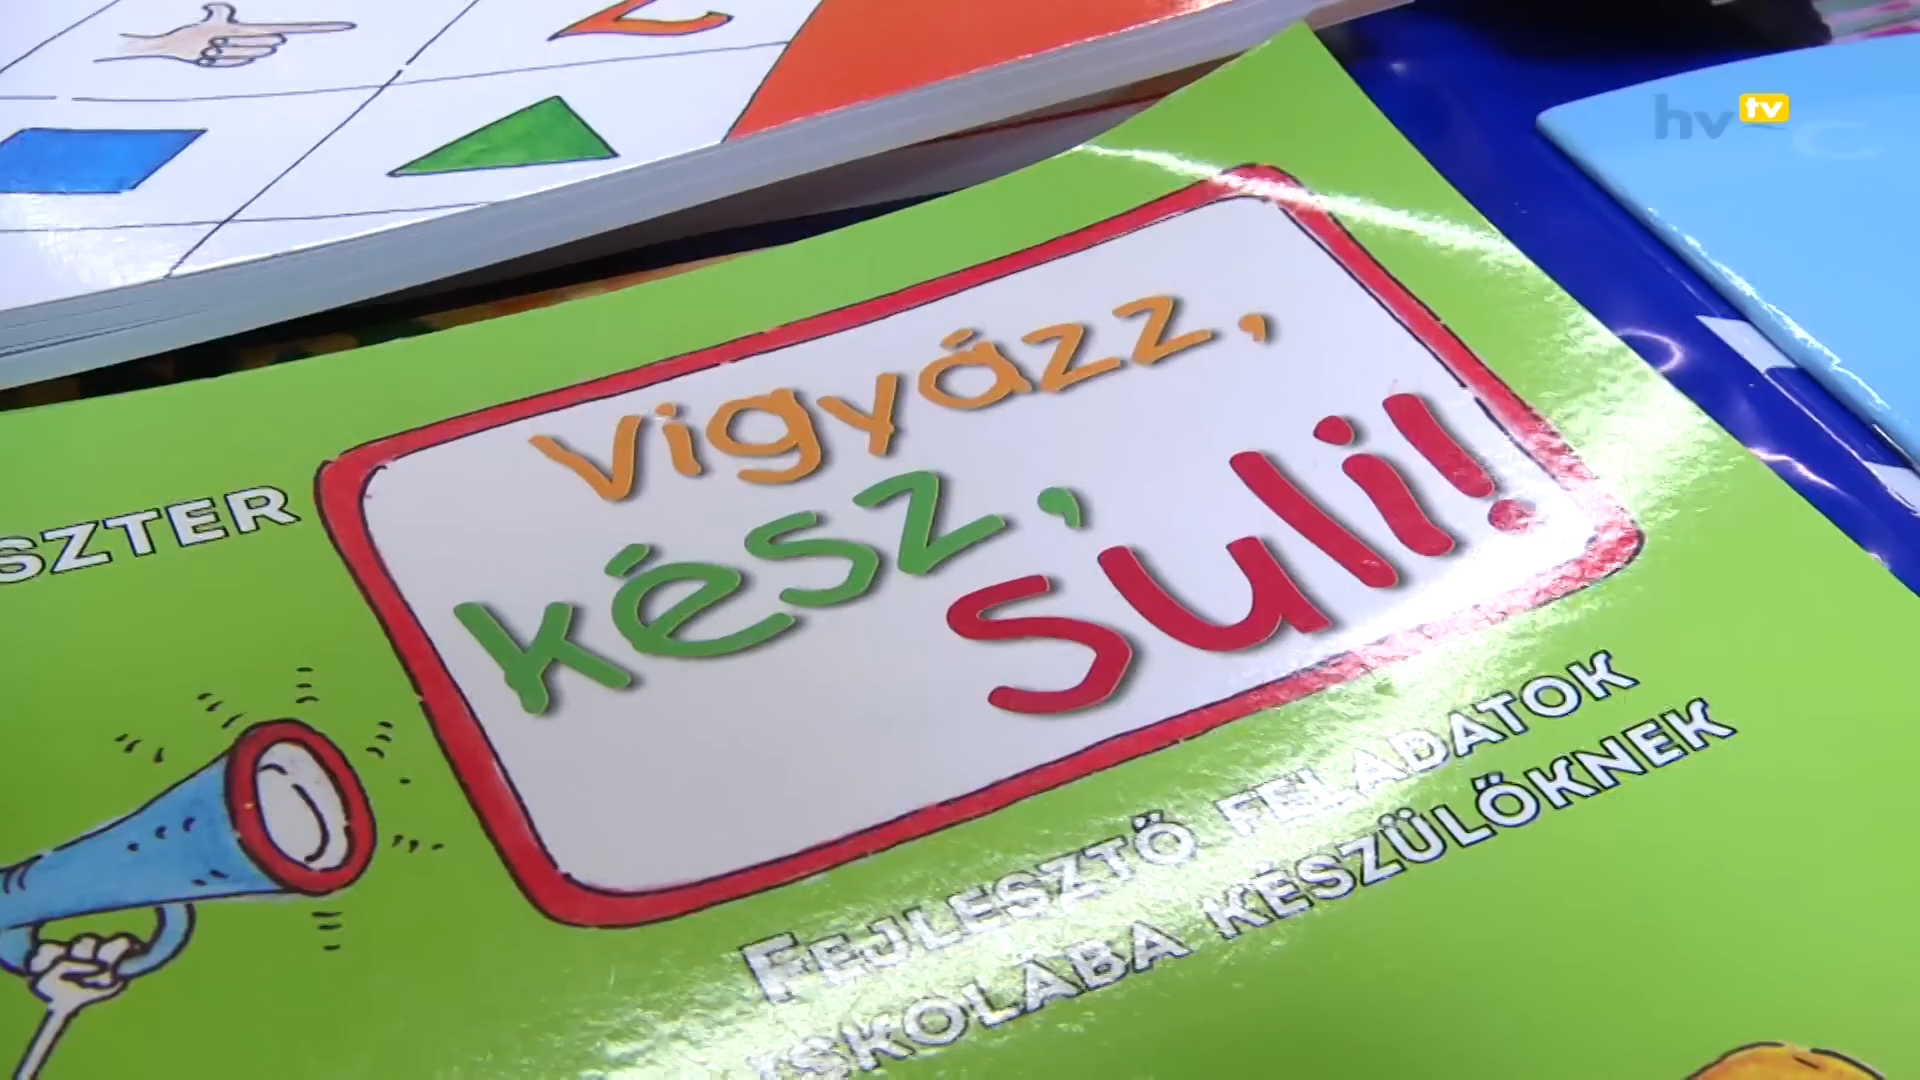 hv tv
SZTER
Vigyázz,
kész,
suli!
FEJLESZTŐ FELADATOK
ISKOLÁBA KÉSZÜLŐKNEK